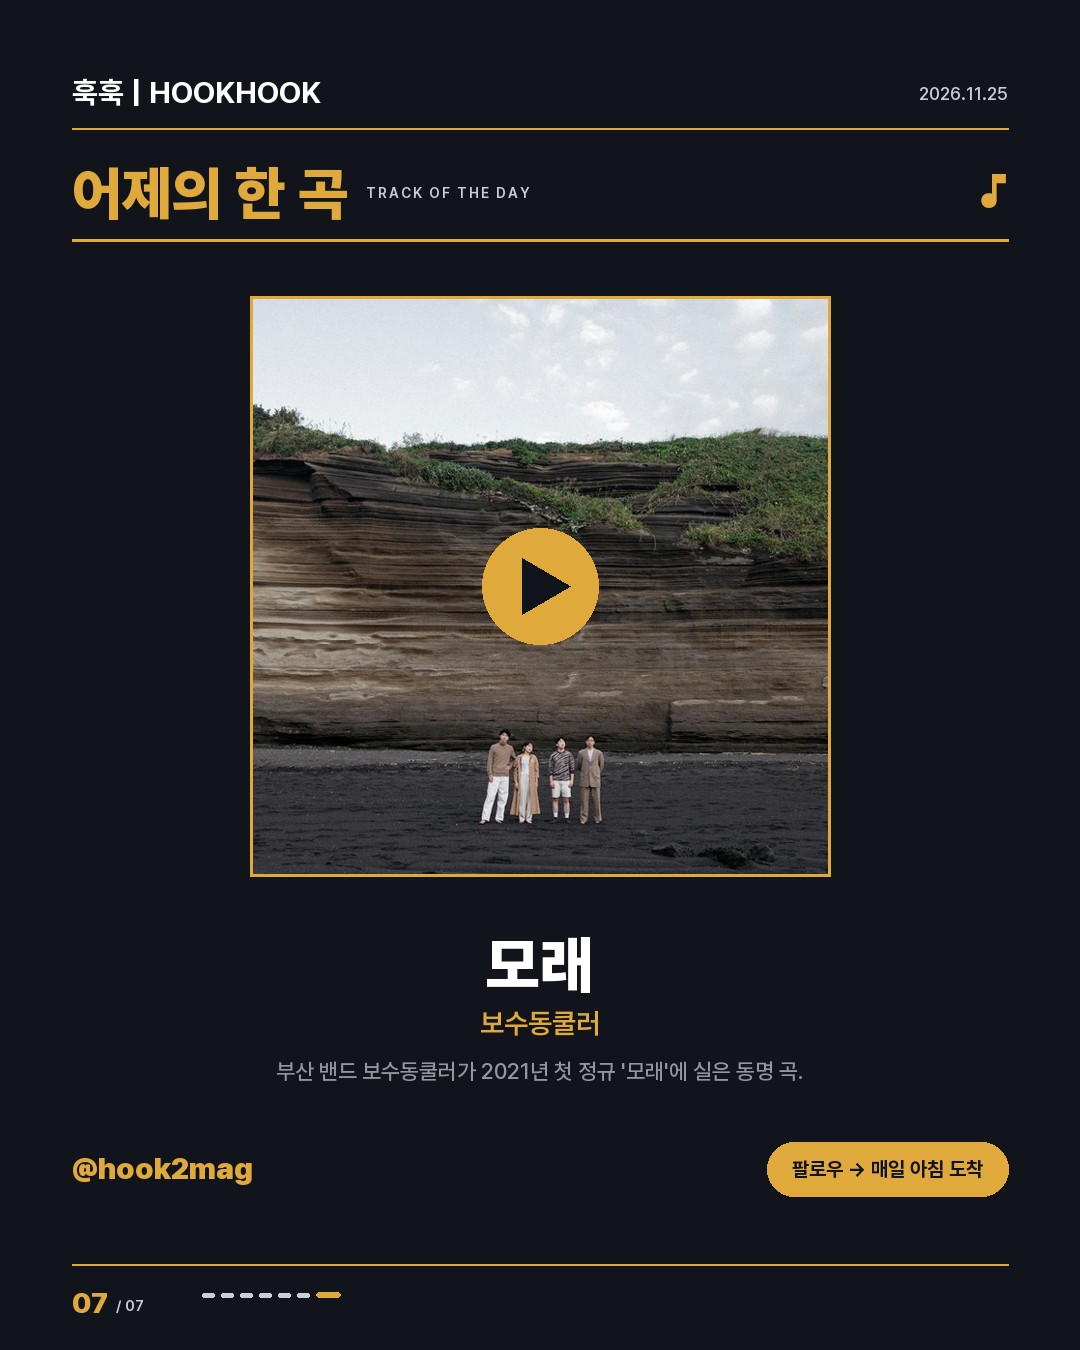 훅훅 | HOOKHOOK
2026.11.25
어제의 한 곡 TRACK OF THE DAY
모래
보수동쿨러
부산 밴드 보수동쿨러가 2021년 첫 정규 '모래'에 실은 동명 곡.
@hook2mag
팔로우 → 매일 아침 도착
07 / 07